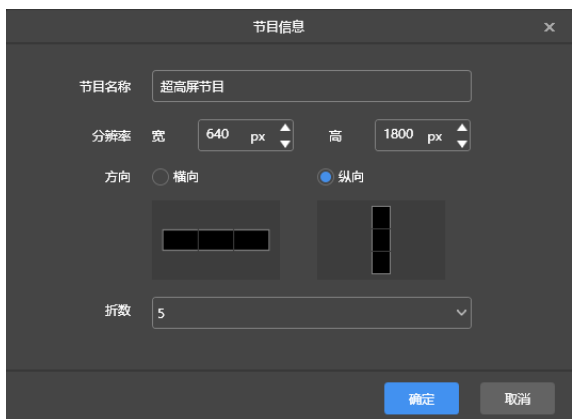 节目信息
节目名称 超高屏节目
分辨率 宽 640 px 高 1800 px
方向 横向 纵向
折数 5
确定 取消